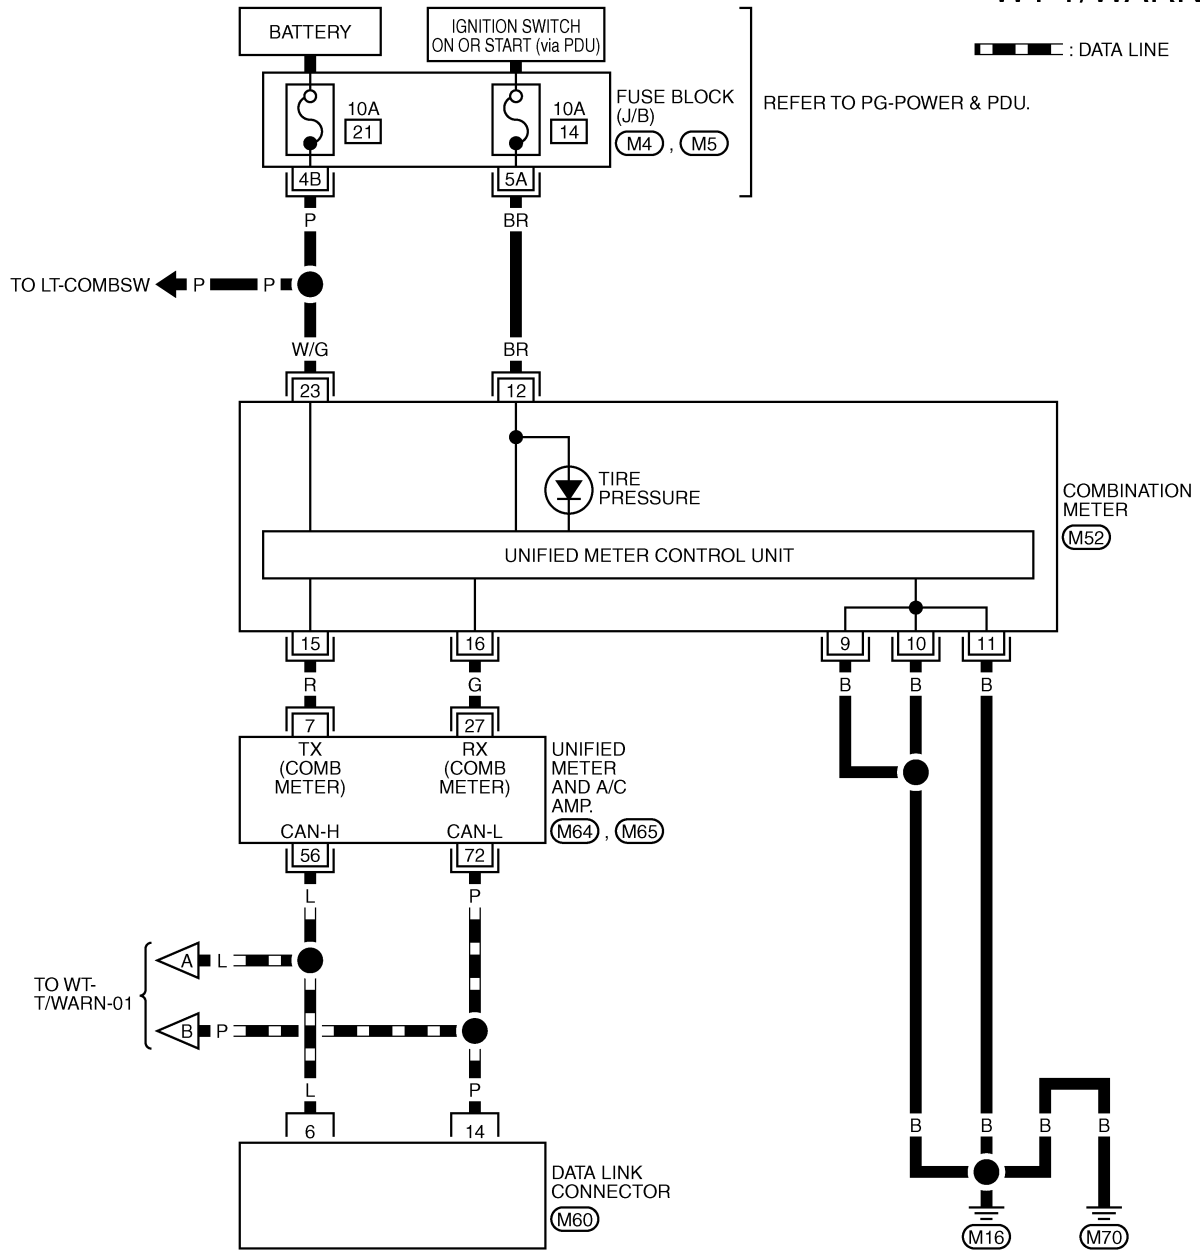 BATTERY
IGNITION SWITCH
ON OR START (via PDU)
: DATA LINE
10A
21
10A
14
FUSE BLOCK
(J/B)
M4 , M5
REFER TO PG-POWER & PDU.
4B
5A
P
BR
TO LT-COMBSW
P
P
W/G
BR
23
12
TIRE
PRESSURE
COMBINATION
METER
M52
UNIFIED METER CONTROL UNIT
15
16
9
10
11
R
G
B
B
B
7
27
TX
(COMB
METER)
RX
(COMB
METER)
UNIFIED
METER
AND A/C
AMP.
M64 , M65
CAN-H
CAN-L
56
72
L
P
A
L
TO WT-
T/WARN-01
B
P
L
P
B
B
B
B
6
14
DATA LINK
CONNECTOR
M60
M16
M70